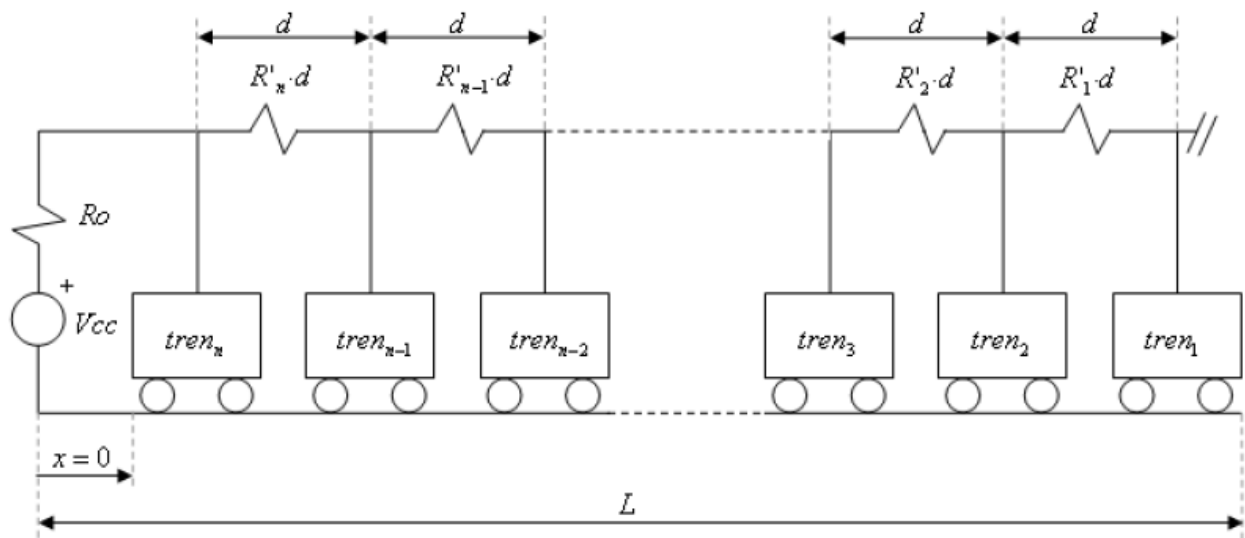 d d d d
R'ₙ·d R'ₙ₋₁·d R'₂·d R'₁·d
Ro
+
Vcc
trenₙ trenₙ₋₁ trenₙ₋₂ tren₃ tren₂ tren₁
x = 0
L